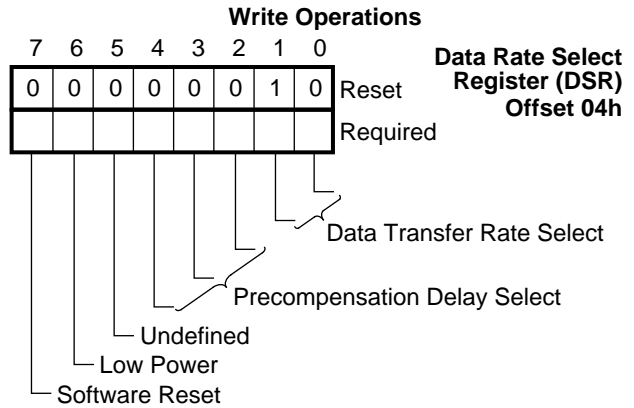 Write Operations
7 6 5 4 3 2 1 0
Data Rate Select
Register (DSR)
Offset 04h
0 0 0 0 0 0 1 0 Reset
Required
Data Transfer Rate Select
Precompensation Delay Select
Undefined
Low Power
Software Reset